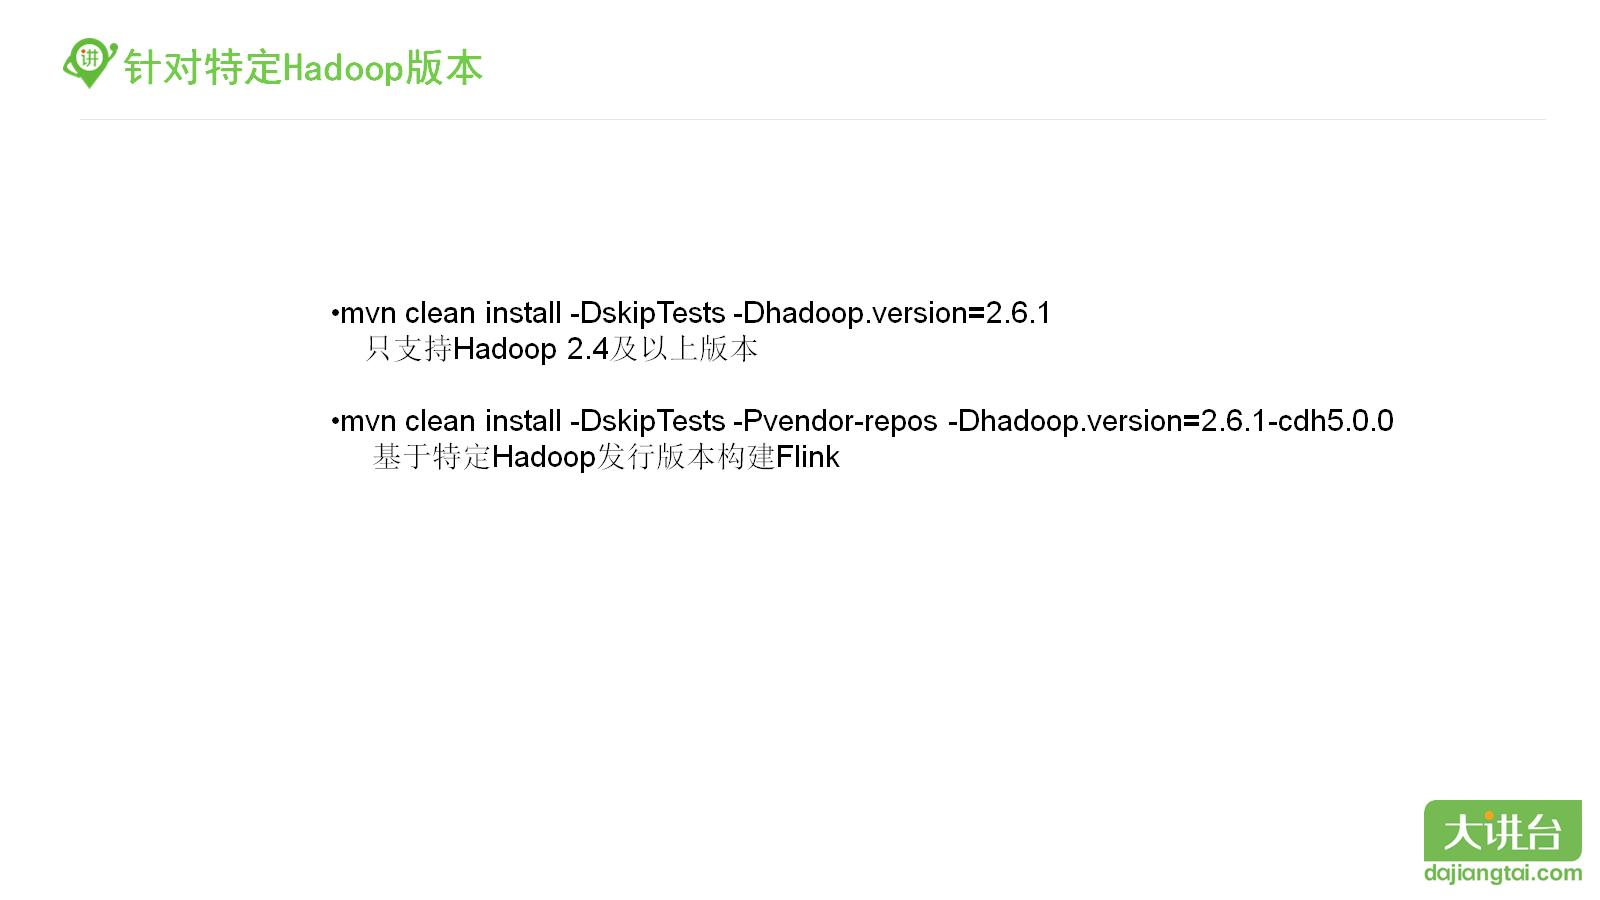 讲
针对特定Hadoop版本
•mvn clean install -DskipTests -Dhadoop.version=2.6.1
只支持Hadoop 2.4及以上版本
•mvn clean install -DskipTests -Pvendor-repos -Dhadoop.version=2.6.1-cdh5.0.0
基于特定Hadoop发行版本构建Flink
大讲台
dajiangtai.com